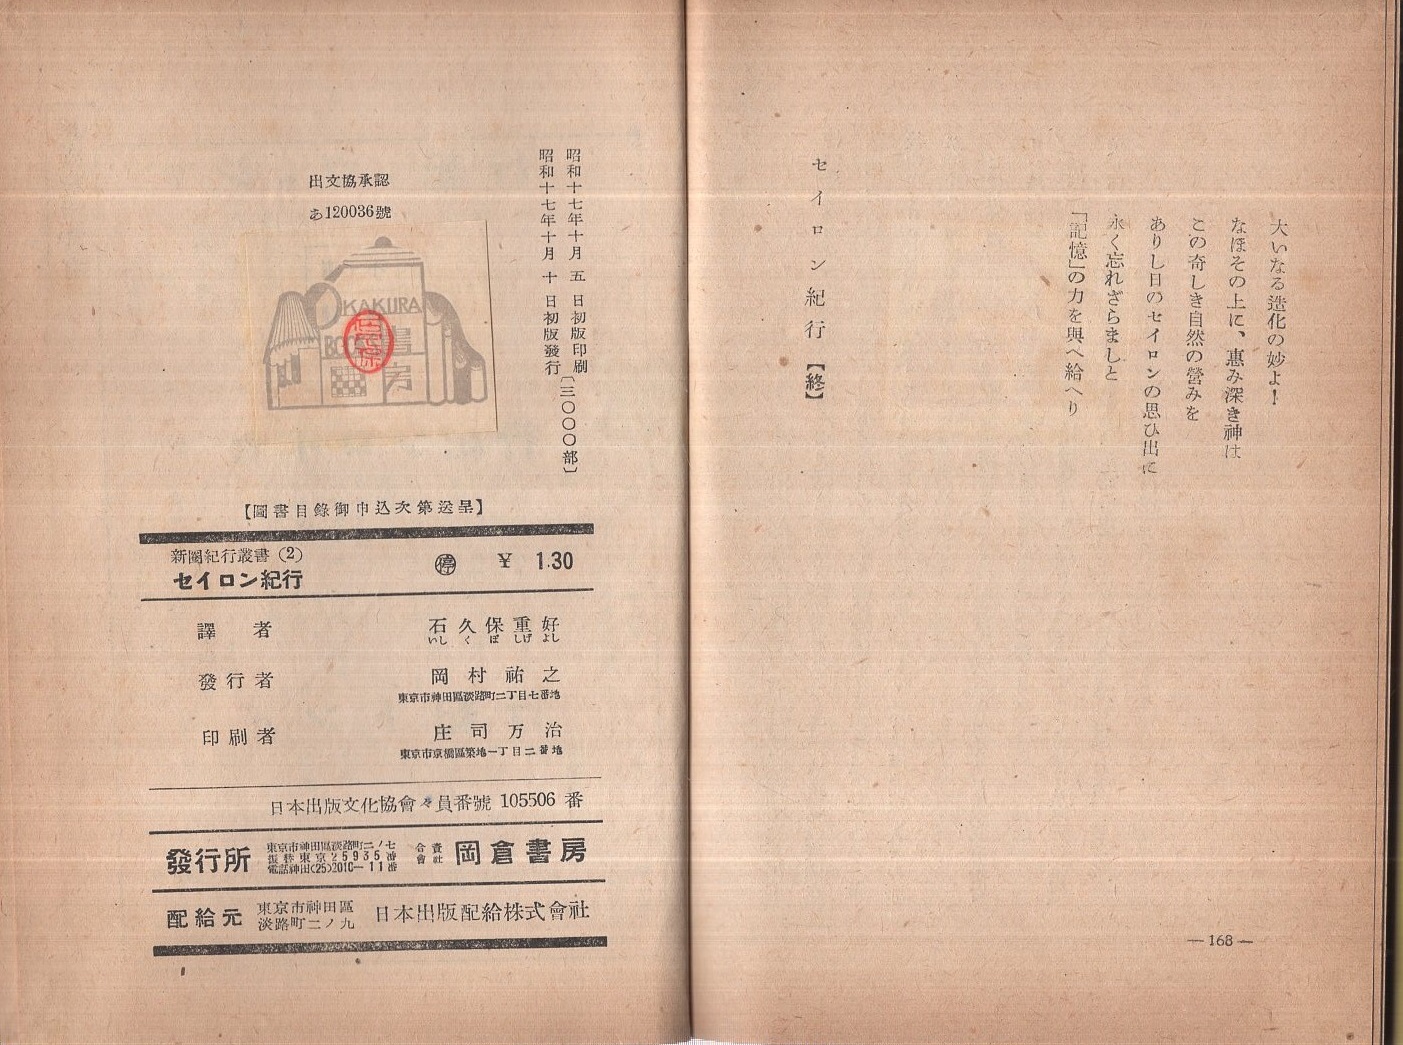 大いなる造化の妙よ！
なほその上に、惠み深き神は
この奇しき自然の營みを
ありし日のセイロンの思ひ出に
永く忘れざらましと
「記憶」の力を與へ給へり
セイロン紀行【終】
—168—
昭和十七年十月 五 日初版印刷
昭和十七年十月 十 日初版發行
〔三〇〇〇部〕
出文協承認
あ120036號
OKAKURA
BOOK
書房
【圖書目錄御申込次第送呈】
新圏紀行叢書（2）
セイロン紀行
停 ¥ 1.30
譯者 石久保重好
いし く ぼ しげ よし
發行者 岡村祐之
東京市神田區淡路町二丁目七番地
印刷者 庄司万治
東京市京橋區築地一丁目二番地
日本出版文化協會々員番號 105506 番
發行所
東京市神田區淡路町二ノ七
振替東京25935番
電話神田(25)2010—11番
合資會社 岡倉書房
配給元
東京市神田區
淡路町二ノ九
日本出版配給株式會社